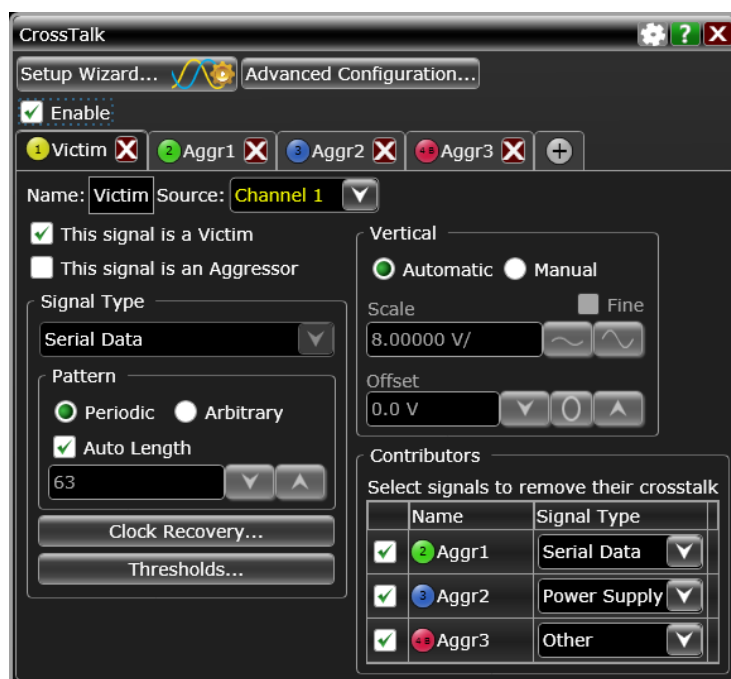 CrossTalk ?
Setup Wizard... Advanced Configuration...
Enable
1 Victim 2 Aggr1 3 Aggr2 4 B Aggr3
Name: Victim Source: Channel 1
This signal is a Victim
This signal is an Aggressor
Signal Type
Serial Data
Pattern
Periodic Arbitrary
Auto Length
63
Clock Recovery...
Thresholds...
Vertical
Automatic Manual
Scale Fine
8.00000 V/
Offset
0.0 V
Contributors
Select signals to remove their crosstalk
Name Signal Type
2 Aggr1 Serial Data
3 Aggr2 Power Supply
4 B Aggr3 Other